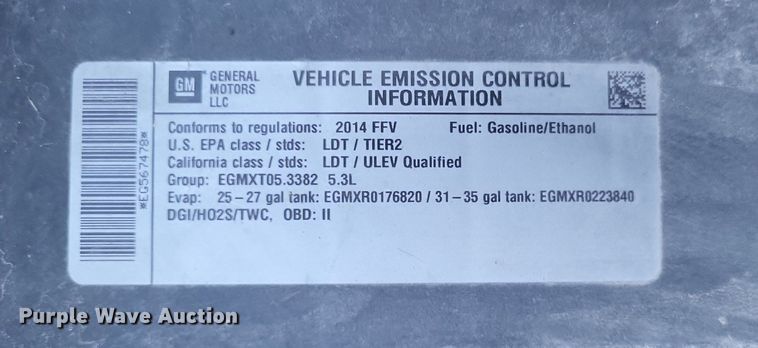 GM GENERAL MOTORS LLC
VEHICLE EMISSION CONTROL
INFORMATION
*EG567478*
Conforms to regulations: 2014 FFV Fuel: Gasoline/Ethanol
U.S. EPA class / stds: LDT / TIER2
California class / stds: LDT / ULEV Qualified
Group: EGMXT05.3382 5.3L
Evap: 25-27 gal tank: EGMXR0176820 / 31-35 gal tank: EGMXR0223840
DGI/HO2S/TWC, OBD: II
Purple Wave Auction